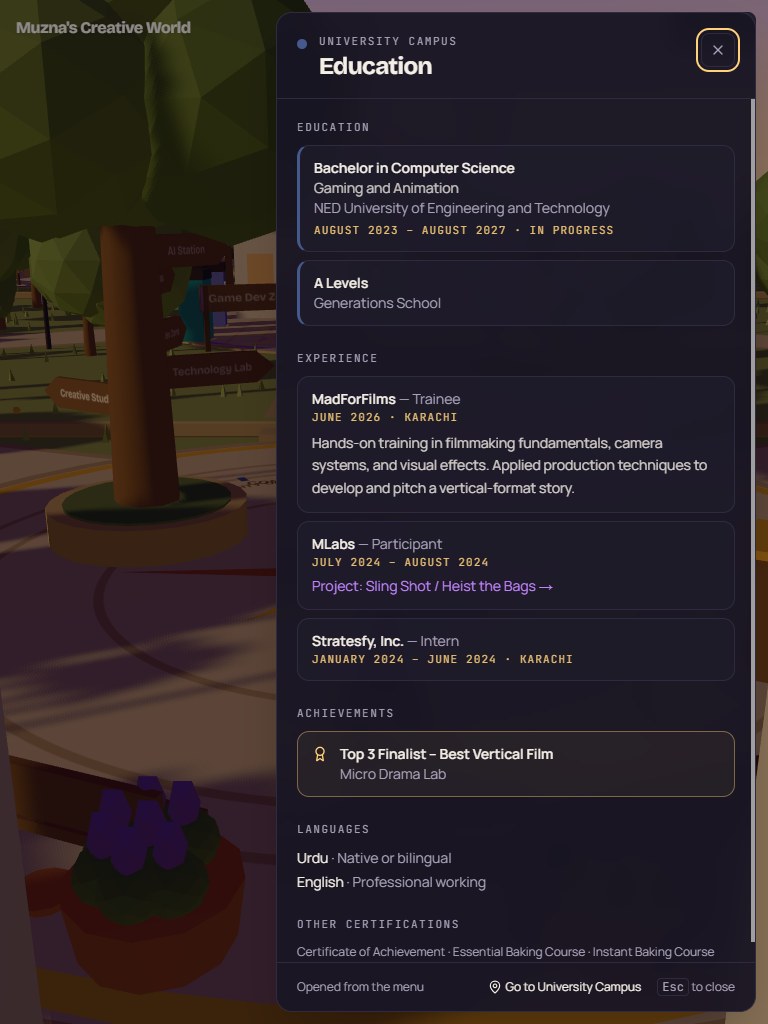 Muzna's Creative World
UNIVERSITY CAMPUS
Education
EDUCATION
Bachelor in Computer Science
Gaming and Animation
NED University of Engineering and Technology
AUGUST 2023 – AUGUST 2027 · IN PROGRESS
A Levels
Generations School
EXPERIENCE
MadForFilms — Trainee
JUNE 2026 · KARACHI
Hands-on training in filmmaking fundamentals, camera
systems, and visual effects. Applied production techniques to
develop and pitch a vertical-format story.
MLabs — Participant
JULY 2024 – AUGUST 2024
Project: Sling Shot / Heist the Bags →
Stratesfy, Inc. — Intern
JANUARY 2024 – JUNE 2024 · KARACHI
ACHIEVEMENTS
Top 3 Finalist – Best Vertical Film
Micro Drama Lab
LANGUAGES
Urdu · Native or bilingual
English · Professional working
OTHER CERTIFICATIONS
Certificate of Achievement · Essential Baking Course · Instant Baking Course
Opened from the menu
Go to University Campus
Esc to close
AI Station
Game Dev Z
Technology Lab
Creative Stud